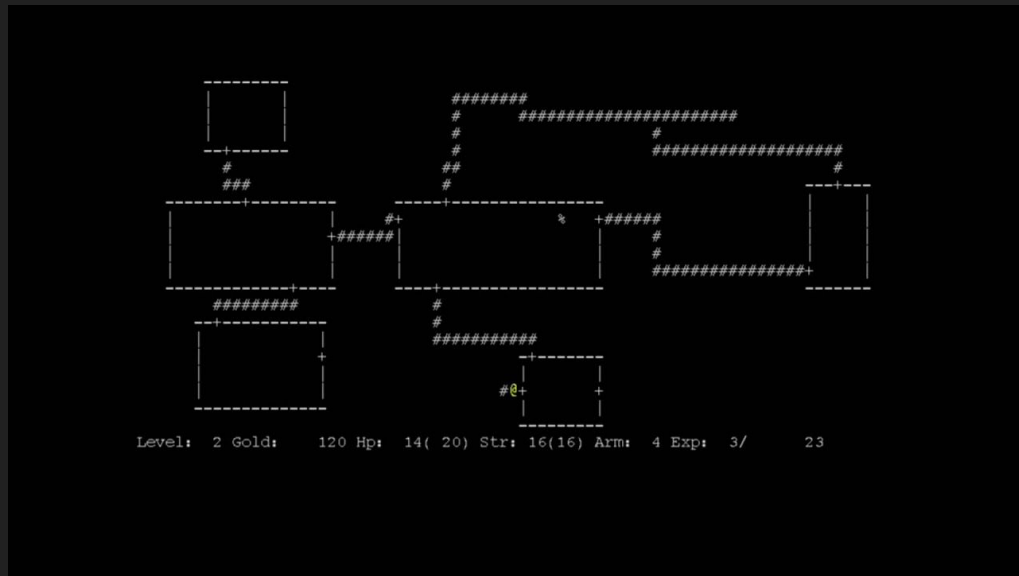 ---------
|       |                  ########
|       |                  #       #######################
|       |                  #                 #
--+------                  #                 ####################
  #                       ##                                    #
  ###                     #                                  ---+---
---------+---------      -----+----------------              |     |
|                 |     #+                %   +######        |     |
|                 +######|                    |     #        |     |
|                 |      |                    |     #        |     |
|                 |      |                    |     ################+     |
-------------+-----      ----+-----------------              -------
#########                    #
--+-----------               #
|            |               ###########
|            +                        -+-------
|            |                        |       |
|            |                      #@+       +
--------------                        |       |
                                      ---------
Level: 2 Gold: 120 Hp: 14( 20) Str: 16(16) Arm: 4 Exp: 3/ 23